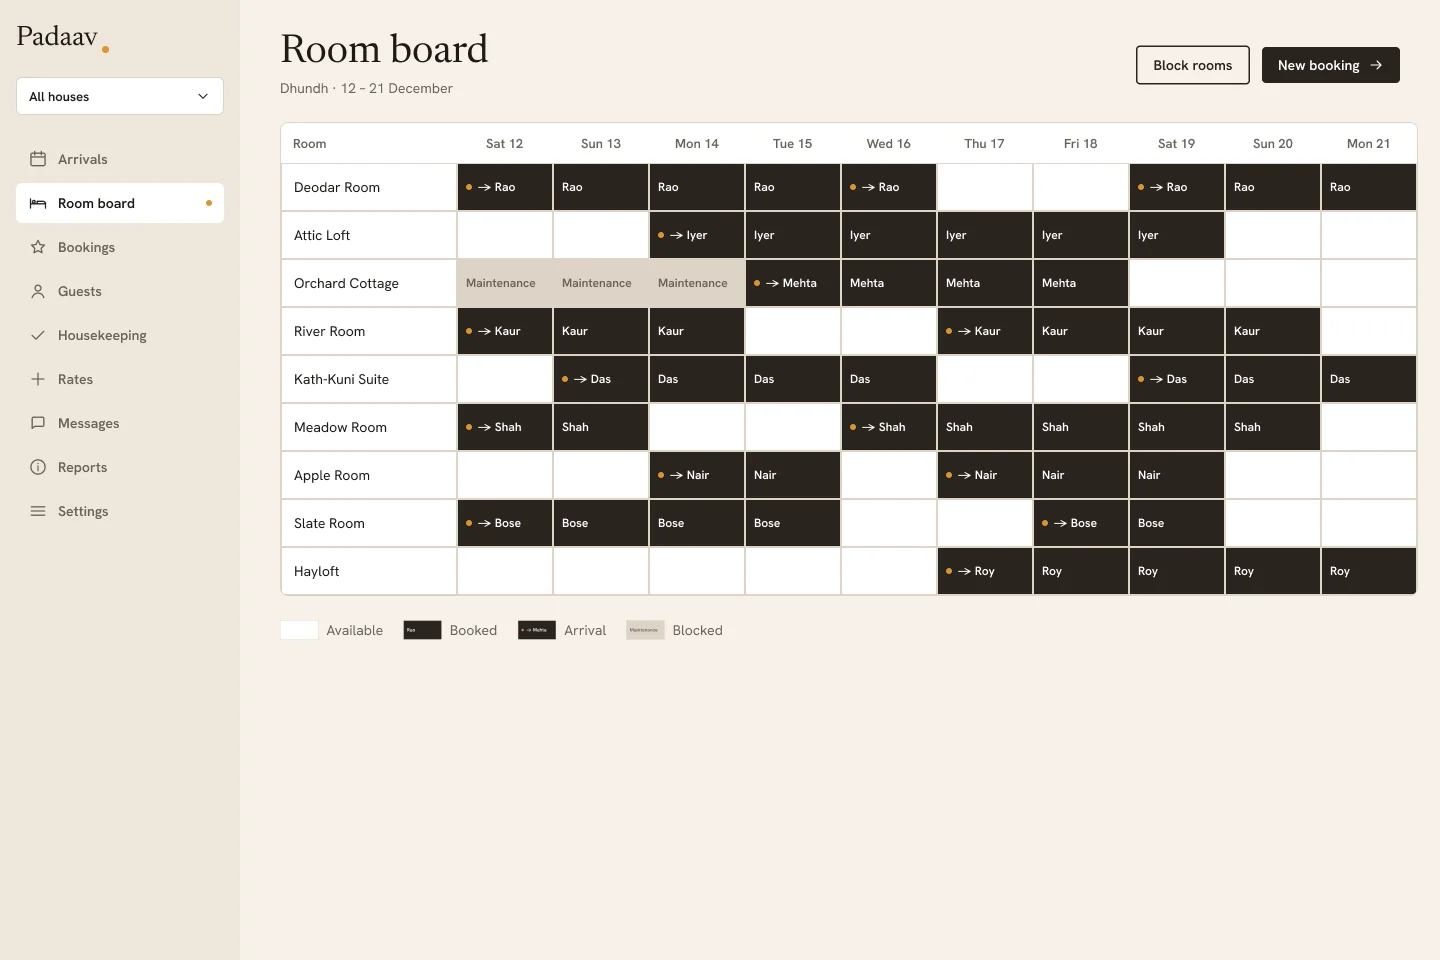 Padaav
All houses
Arrivals
Room board
Bookings
Guests
Housekeeping
Rates
Messages
Reports
Settings
Room board
Dhundh · 12 – 21 December
Block rooms
New booking →
Room Sat 12 Sun 13 Mon 14 Tue 15 Wed 16 Thu 17 Fri 18 Sat 19 Sun 20 Mon 21
Deodar Room → Rao Rao Rao Rao → Rao → Rao Rao Rao
Attic Loft → Iyer Iyer Iyer Iyer Iyer Iyer
Orchard Cottage Maintenance Maintenance Maintenance → Mehta Mehta Mehta Mehta
River Room → Kaur Kaur Kaur → Kaur Kaur Kaur Kaur
Kath-Kuni Suite → Das Das Das Das → Das Das Das
Meadow Room → Shah Shah → Shah Shah Shah Shah Shah
Apple Room → Nair Nair → Nair Nair Nair
Slate Room → Bose Bose Bose Bose → Bose Bose
Hayloft → Roy Roy Roy Roy Roy
Available Rao Booked → Mehta Arrival Maintenance Blocked